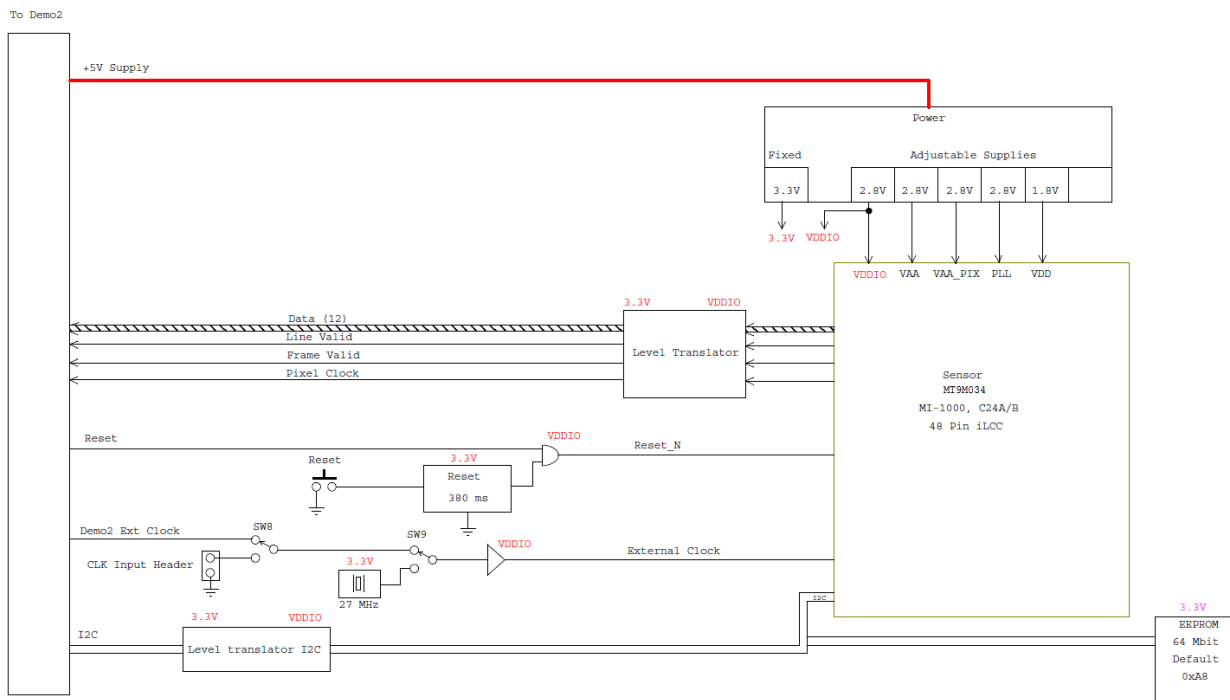 To Demo2
+5V Supply
Power
Fixed
Adjustable Supplies
3.3V
2.8V
2.8V
2.8V
2.8V
1.8V
3.3V
VDDIO
VDDIO
VAA
VAA_PIX
PLL
VDD
3.3V
VDDIO
Data (12)
Line Valid
Frame Valid
Pixel Clock
Level Translator
Sensor
MT9M034
MI-1000, C24A/B
48 Pin iLCC
Reset
VDDIO
Reset_N
Reset
3.3V
Reset
380 ms
Demo2 Ext Clock
SW8
SW9
VDDIO
External Clock
CLK Input Header
3.3V
27 MHz
I2C
3.3V
VDDIO
I2C
Level translator I2C
3.3V
EEPROM
64 Mbit
Default
0xA8